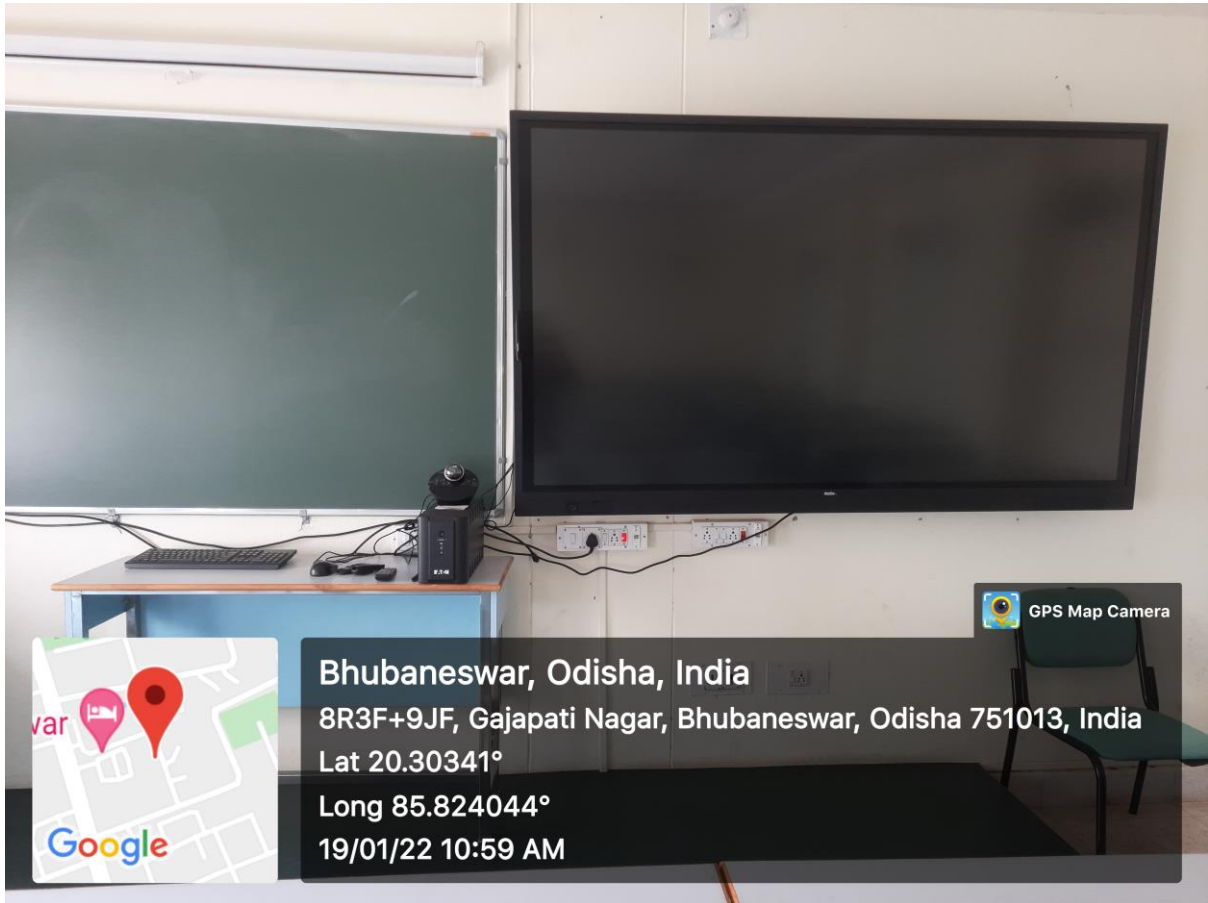 E.T.N
GPS Map Camera
var
Google
Bhubaneswar, Odisha, India
8R3F+9JF, Gajapati Nagar, Bhubaneswar, Odisha 751013, India
Lat 20.30341°
Long 85.824044°
19/01/22 10:59 AM